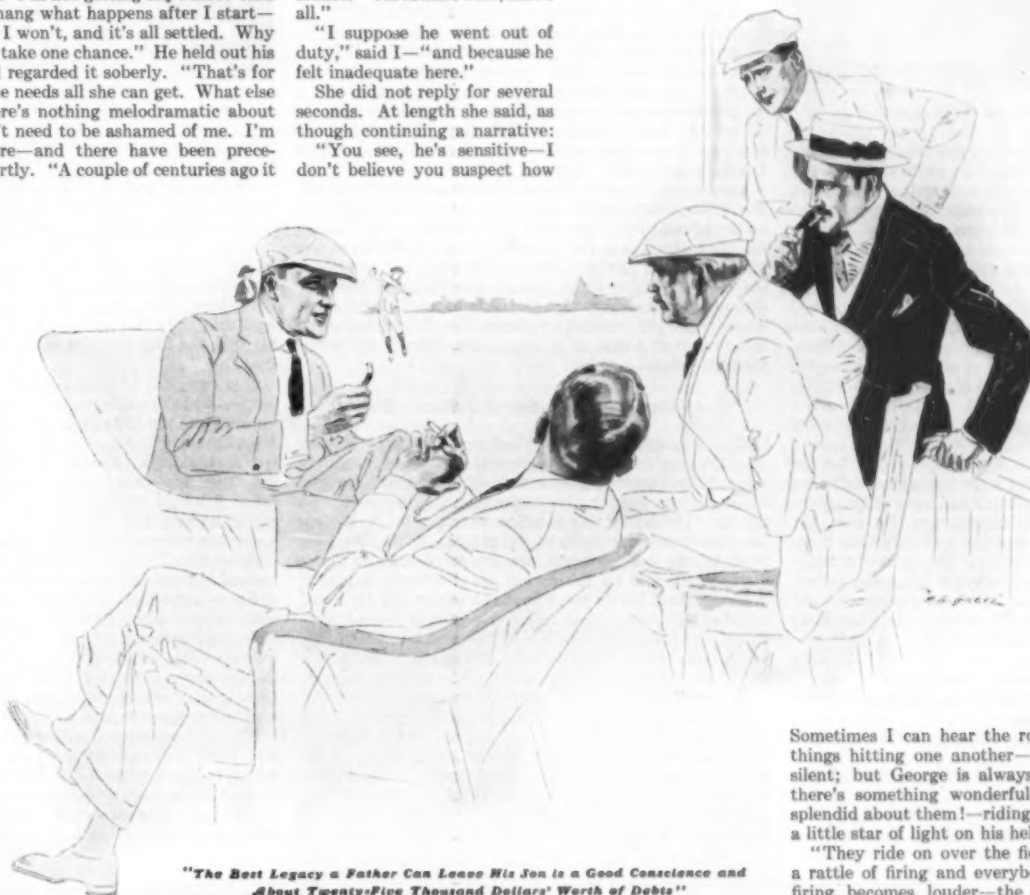 hang what happens after I start—
I won't, and it's all settled. Why
take one chance." He held out his
regarded it soberly. "That's for
e needs all she can get. What else
re's nothing melodramatic about
't need to be ashamed of me. I'm
re—and there have been prece-
rtly. "A couple of centuries ago it
all."
"I suppose he went out of
duty," said I—"and because he
felt inadequate here."
She did not reply for several
seconds. At length she said, as
though continuing a narrative:
"You see, he's sensitive—I
don't believe you suspect how
"The Best Legacy a Father Can Leave His Son is a Good Conscience and
About Twenty-Five Thousand Dollars' Worth of Debts"
Sometimes I can hear the ro
things hitting one another—
silent; but George is always
there's something wonderful
splendid about them!—riding
a little star of light on his hel
"They ride on over the fie
a rattle of firing and everyb
firing becomes louder—the